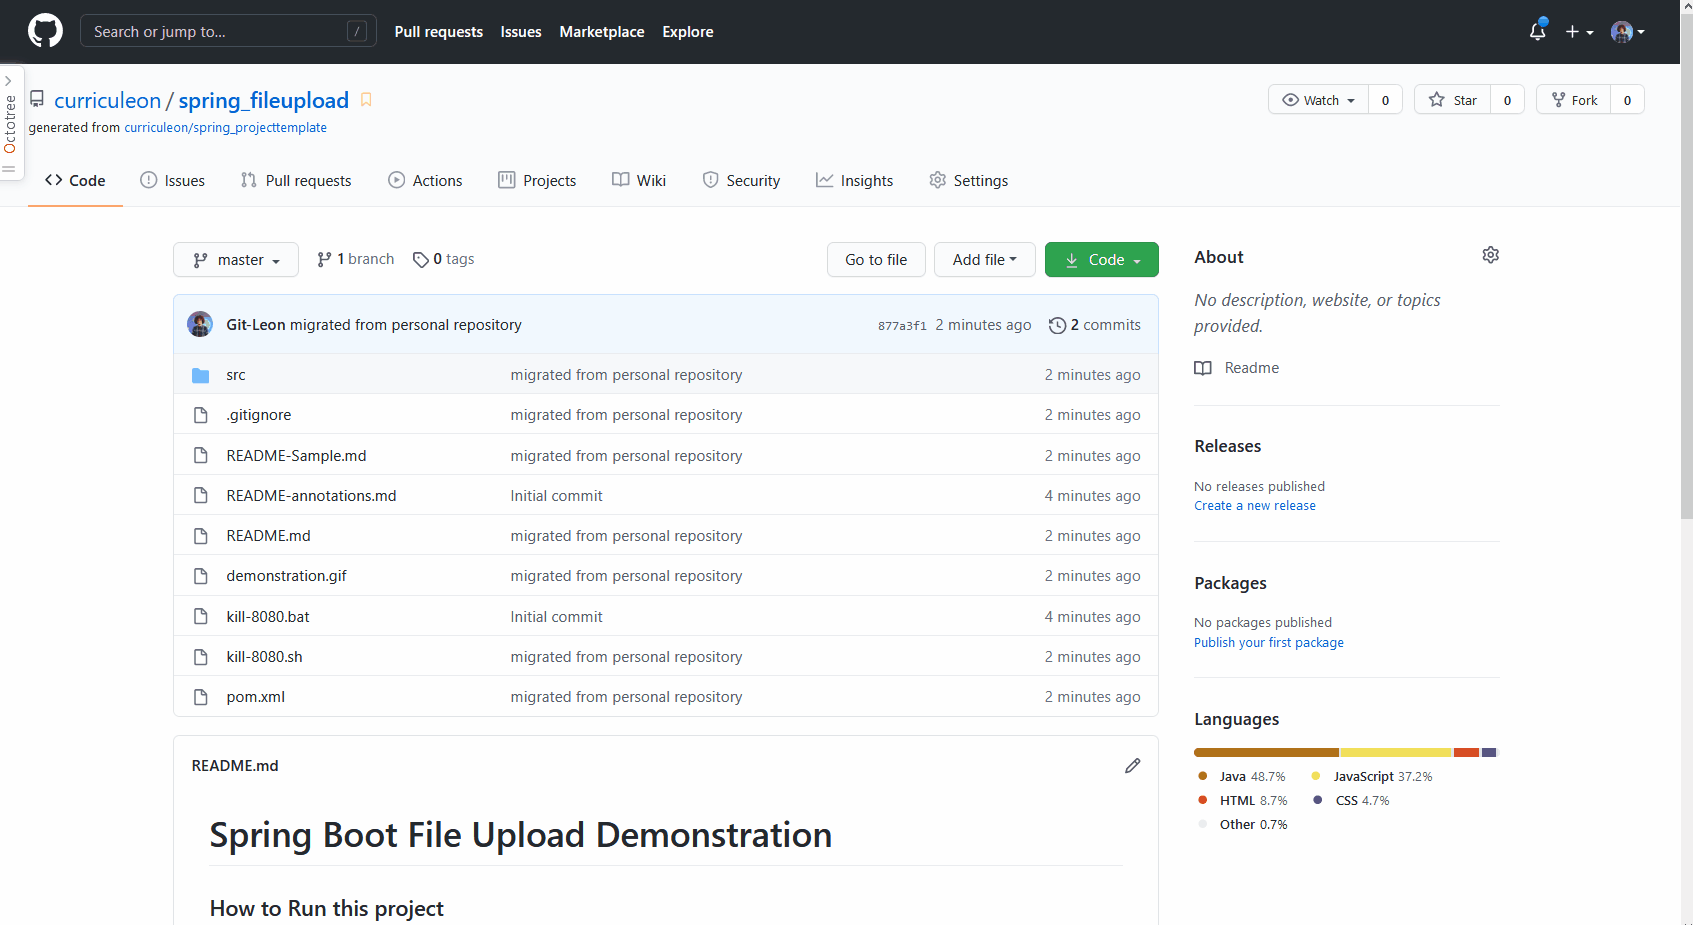 Search or jump to... / Pull requests Issues Marketplace Explore
Octotree
curriculeon / spring_fileupload
Watch 0 Star 0 Fork 0
generated from curriculeon/spring_projecttemplate
Code Issues Pull requests Actions Projects Wiki Security Insights Settings
master 1 branch 0 tags Go to file Add file Code
Git-Leon migrated from personal repository 877a3f1 2 minutes ago 2 commits
src migrated from personal repository 2 minutes ago
.gitignore migrated from personal repository 2 minutes ago
README-Sample.md migrated from personal repository 2 minutes ago
README-annotations.md Initial commit 4 minutes ago
README.md migrated from personal repository 2 minutes ago
demonstration.gif migrated from personal repository 2 minutes ago
kill-8080.bat Initial commit 4 minutes ago
kill-8080.sh migrated from personal repository 2 minutes ago
pom.xml migrated from personal repository 2 minutes ago
README.md
Spring Boot File Upload Demonstration
How to Run this project
About
No description, website, or topics
provided.
Readme
Releases
No releases published
Create a new release
Packages
No packages published
Publish your first package
Languages
Java 48.7% JavaScript 37.2%
HTML 8.7% CSS 4.7%
Other 0.7%